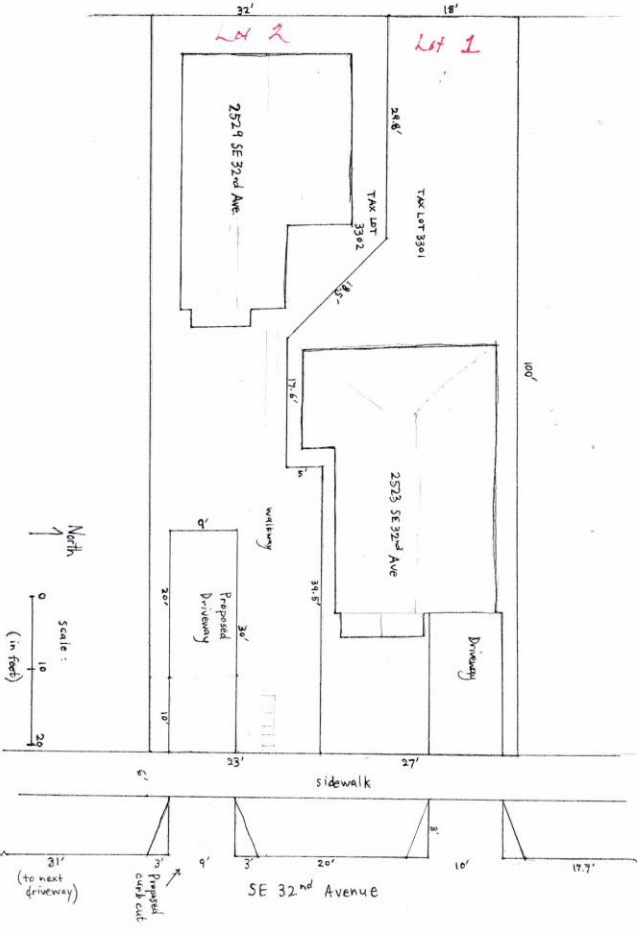 32'
18'
Lot 2
Lot 1
2529 SE 32nd Ave.
29.8'
TAX LOT
3302
TAX LOT 3301
18.5'
100'
17.6'
5'
2523 SE 32nd Ave
walkway
39.5'
9'
Proposed
Driveway
20'
30'
10'
Driveway
North
scale:
(in feet)
0
10
20
23'
27'
6'
sidewalk
8'
31'
(to next
driveway)
3'
9'
3'
20'
10'
17.7'
Proposed
curb cut
SE 32nd Avenue